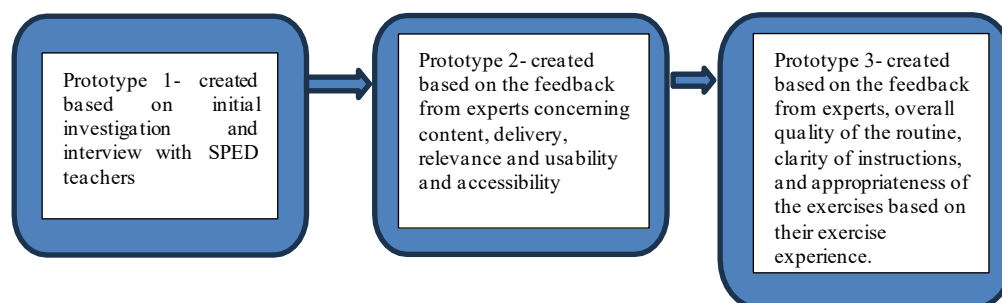 Prototype 1- created
based on initial
investigation and
interview with SPED
teachers
Prototype 2- created
based on the feedback
from experts concerning
content, delivery,
relevance and usability
and accessibility
Prototype 3- created
based on the feedback
from experts, overall
quality of the routine,
clarity of instructions,
and appropriateness of
the exercises based on
their exercise
experience.